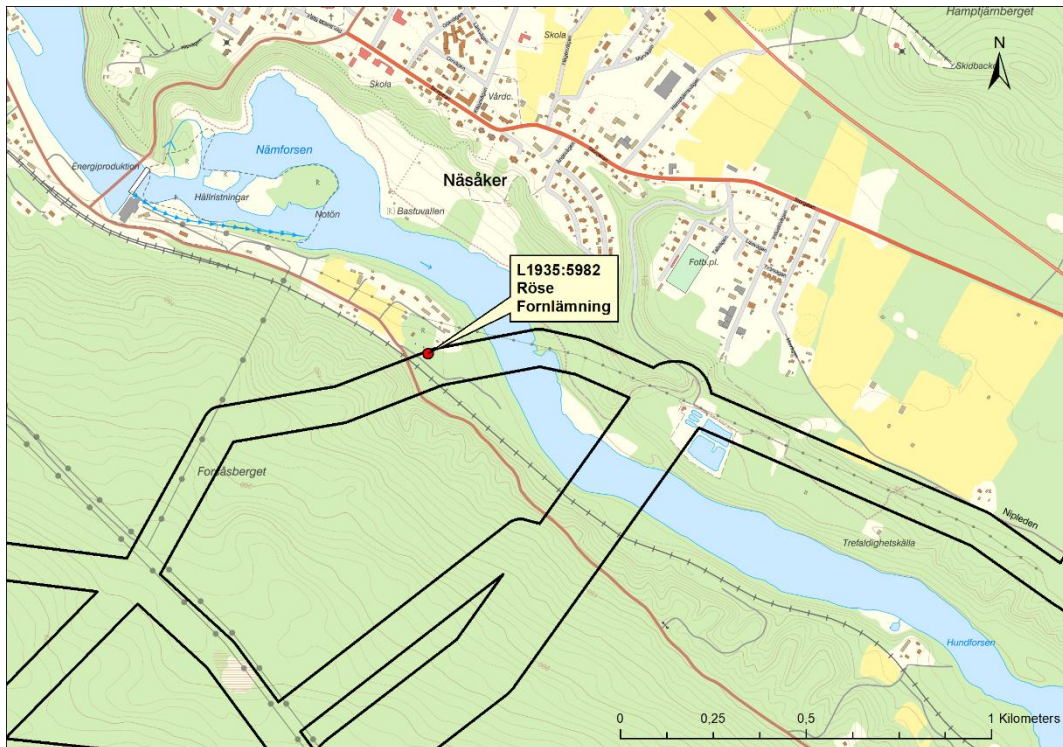 Hamptjärnberget
Skidbacke
N
Skola
Skola
Vårdc.
Nämforsen
Energiproduktion
Hällristningar
Notön
Näsåker
Bastuvallen
R
R
R
Fotb.pl.
L1935:5982
Röse
Fornlämning
Forsåsberget
Nipleden
Trefaldighetskälla
Hundforsen
0
0,25
0,5
1 Kilometers